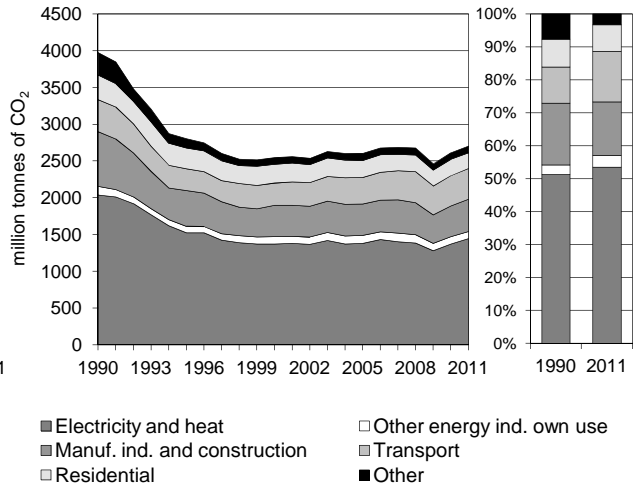 million tonnes of CO2
4500
4000
3500
3000
2500
2000
1500
1000
500
0
1990 1993 1996 1999 2002 2005 2008 2011
100%
90%
80%
70%
60%
50%
40%
30%
20%
10%
0%
1990 2011
1
Electricity and heat
Other energy ind. own use
Manuf. ind. and construction
Transport
Residential
Other